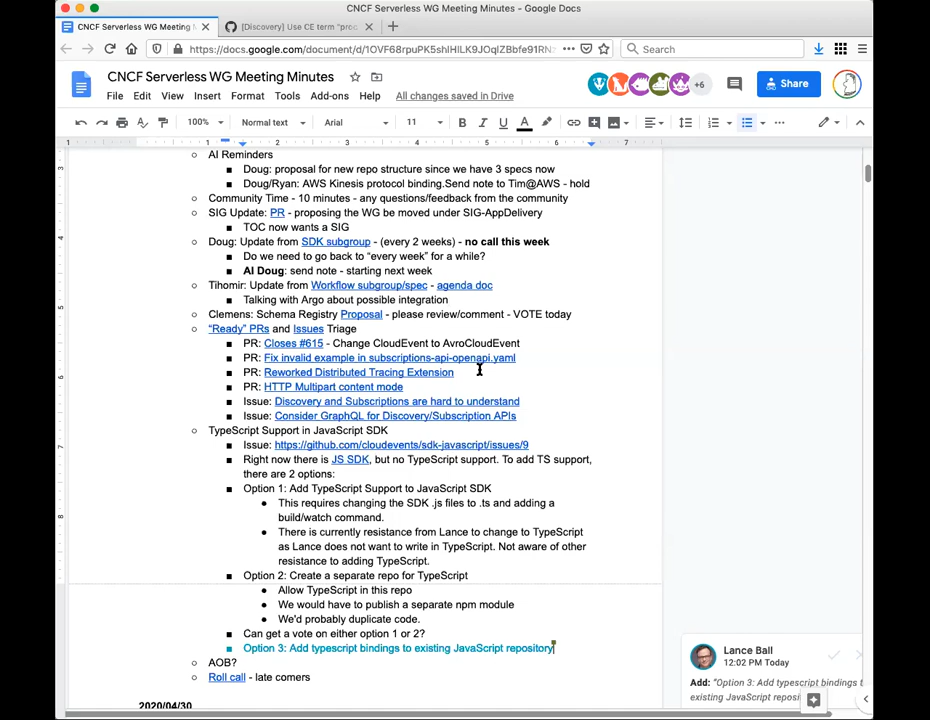 CNCF Serverless WG Meeting Minutes - Google Docs
CNCF Serverless WG Meeting Minutes - G
[Discovery] Use CE term "proc
https://docs.google.com/document/d/
Search
CNCF Serverless WG Meeting Minutes
File Edit View Insert Format Tools Add-ons Help All changes saved in Drive
+6
Share
100% Normal text Arial 11
1 1 2 3 4 5 6 7
AI Reminders
Doug: proposal for new repo structure since we have 3 specs now
Doug/Ryan: AWS Kinesis protocol binding.Send note to Tim@AWS - hold
Community Time - 10 minutes - any questions/feedback from the community
SIG Update: PR - proposing the WG be moved under SIG-AppDelivery
TOC now wants a SIG
Doug: Update from SDK subgroup - (every 2 weeks) - no call this week
Do we need to go back to "every week" for a while?
AI Doug: send note - starting next week
Tihomir: Update from Workflow subgroup/spec - agenda doc
Talking with Argo about possible integration
Clemens: Schema Registry Proposal - please review/comment - VOTE today
"Ready" PRs and Issues Triage
PR: Closes #615 - Change CloudEvent to AvroCloudEvent
PR: Fix invalid example in subscriptions-api-openapi.yaml
PR: Reworked Distributed Tracing Extension
PR: HTTP Multipart content mode
Issue: Discovery and Subscriptions are hard to understand
Issue: Consider GraphQL for Discovery/Subscription APIs
TypeScript Support in JavaScript SDK
Issue: https://github.com/cloudevents/sdk-javascript/issues/9
Right now there is JS SDK, but no TypeScript support. To add TS support,
there are 2 options:
Option 1: Add TypeScript Support to JavaScript SDK
This requires changing the SDK .js files to .ts and adding a
build/watch command.
There is currently resistance from Lance to change to TypeScript
as Lance does not want to write in TypeScript. Not aware of other
resistance to adding TypeScript.
Option 2: Create a separate repo for TypeScript
Allow TypeScript in this repo
We would have to publish a separate npm module
We'd probably duplicate code.
Can get a vote on either option 1 or 2?
Option 3: Add typescript bindings to existing JavaScript repository
AOB?
Roll call - late comers
2020/04/30
3
4
5
6
7
8
Lance Ball
12:02 PM Today
Add: "Option 3: Add typescript bindings t
existing JavaScript reposi